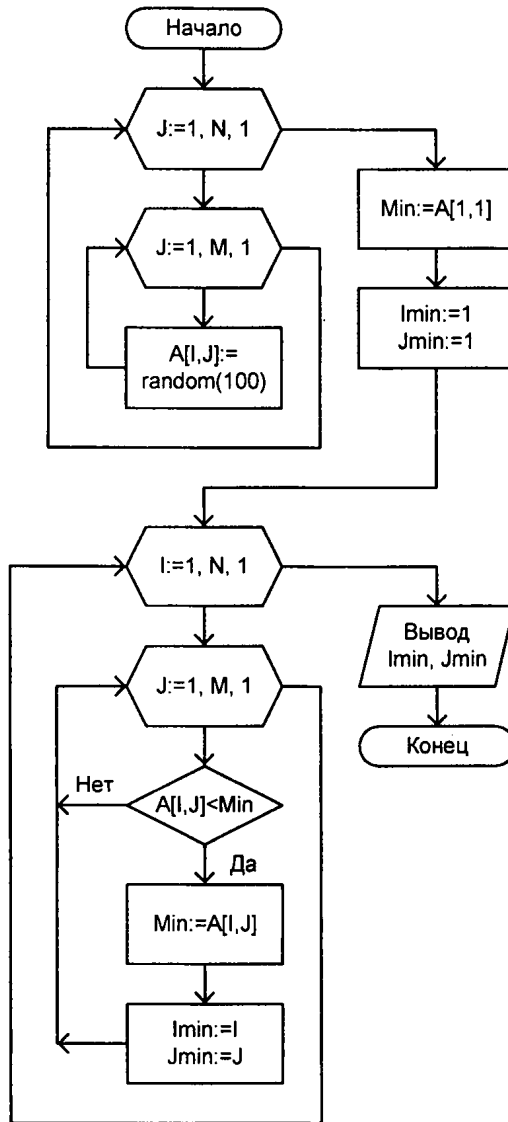 Начало
J:=1, N, 1
J:=1, M, 1
A[I,J]:=
random(100)
Min:=A[1,1]
Imin:=1
Jmin:=1
I:=1, N, 1
J:=1, M, 1
A[I,J]<Min
Нет
Да
Min:=A[I,J]
Imin:=I
Jmin:=J
Вывод
Imin, Jmin
Конец